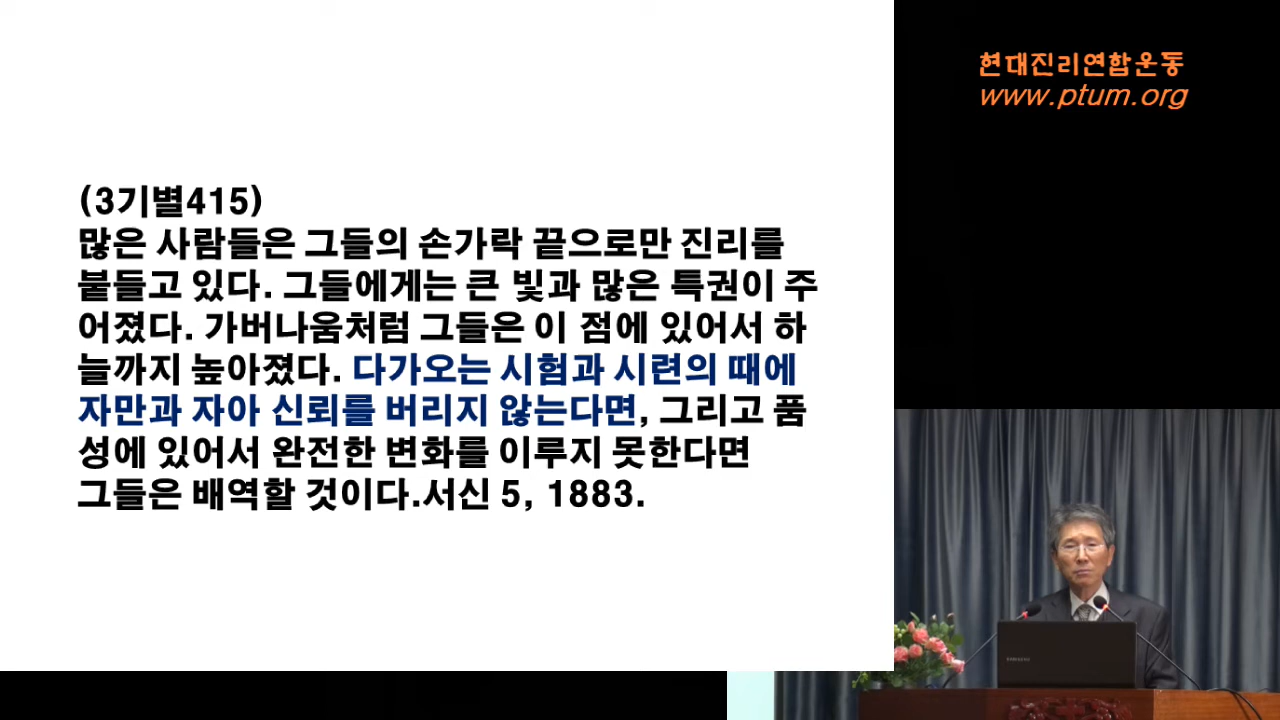 (3기별415)
많은 사람들은 그들의 손가락 끝으로만 진리를
붙들고 있다. 그들에게는 큰 빛과 많은 특권이 주
어졌다. 가버나움처럼 그들은 이 점에 있어서 하
늘까지 높아졌다. 다가오는 시험과 시련의 때에
자만과 자아 신뢰를 버리지 않는다면, 그리고 품
성에 있어서 완전한 변화를 이루지 못한다면
그들은 배역할 것이다.서신 5, 1883.
현대진리연합운동
www.ptum.org
SAMSUNG